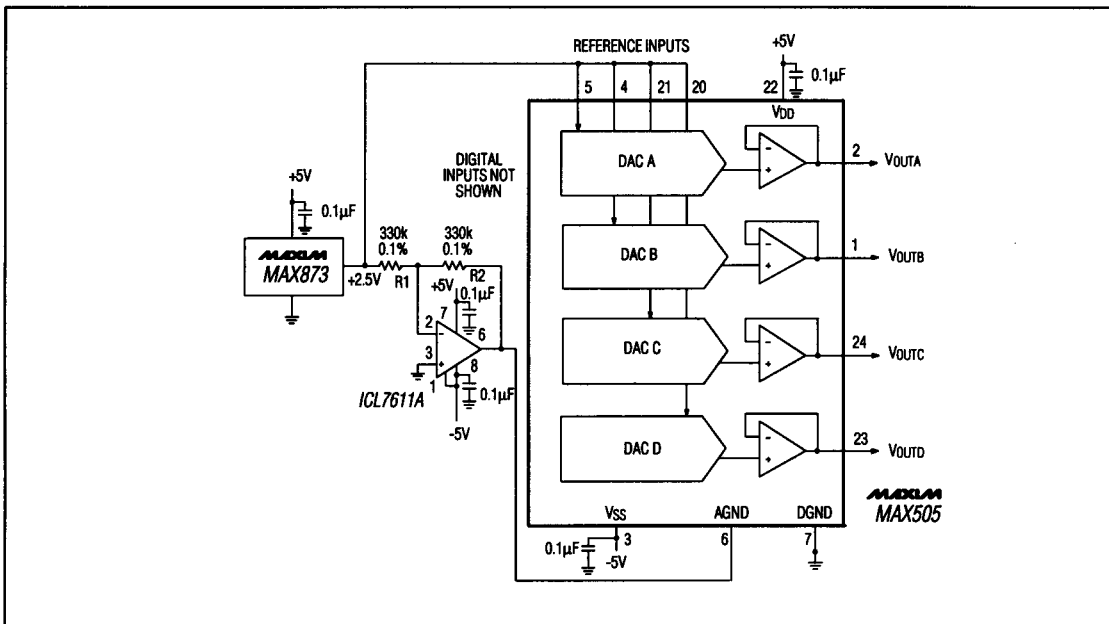 REFERENCE INPUTS
+5V
0.1µF
5 4 21 20
22
VDD
DAC A
2
VOUTA
DIGITAL
INPUTS NOT
SHOWN
+5V
0.1µF
MAXIM
MAX873
+2.5V
330k
0.1%
R1
330k
0.1%
R2
DAC B
1
VOUTB
+5V
0.1µF
7
2
6
3
8
1
0.1µF
ICL7611A
-5V
DAC C
24
VOUTC
DAC D
23
VOUTD
MAXIM
MAX505
VSS
AGND
DGND
3
6
7
0.1µF
-5V
- +
- +
- +
- +
- +